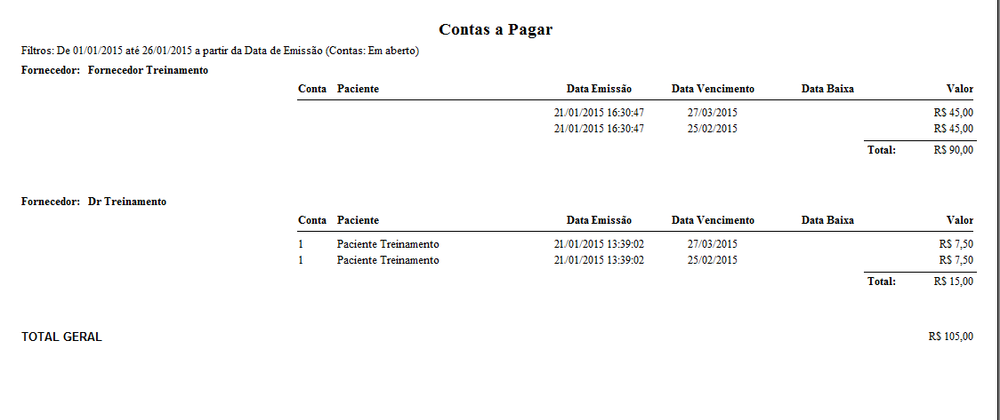 Contas a Pagar
Filtros: De 01/01/2015 até 26/01/2015 a partir da Data de Emissão (Contas: Em aberto)
Fornecedor: Fornecedor Treinamento
Conta Paciente Data Emissão Data Vencimento Data Baixa Valor
21/01/2015 16:30:47 27/03/2015 R$ 45,00
21/01/2015 16:30:47 25/02/2015 R$ 45,00
Total: R$ 90,00
Fornecedor: Dr Treinamento
Conta Paciente Data Emissão Data Vencimento Data Baixa Valor
1 Paciente Treinamento 21/01/2015 13:39:02 27/03/2015 R$ 7,50
1 Paciente Treinamento 21/01/2015 13:39:02 25/02/2015 R$ 7,50
Total: R$ 15,00
TOTAL GERAL R$ 105,00